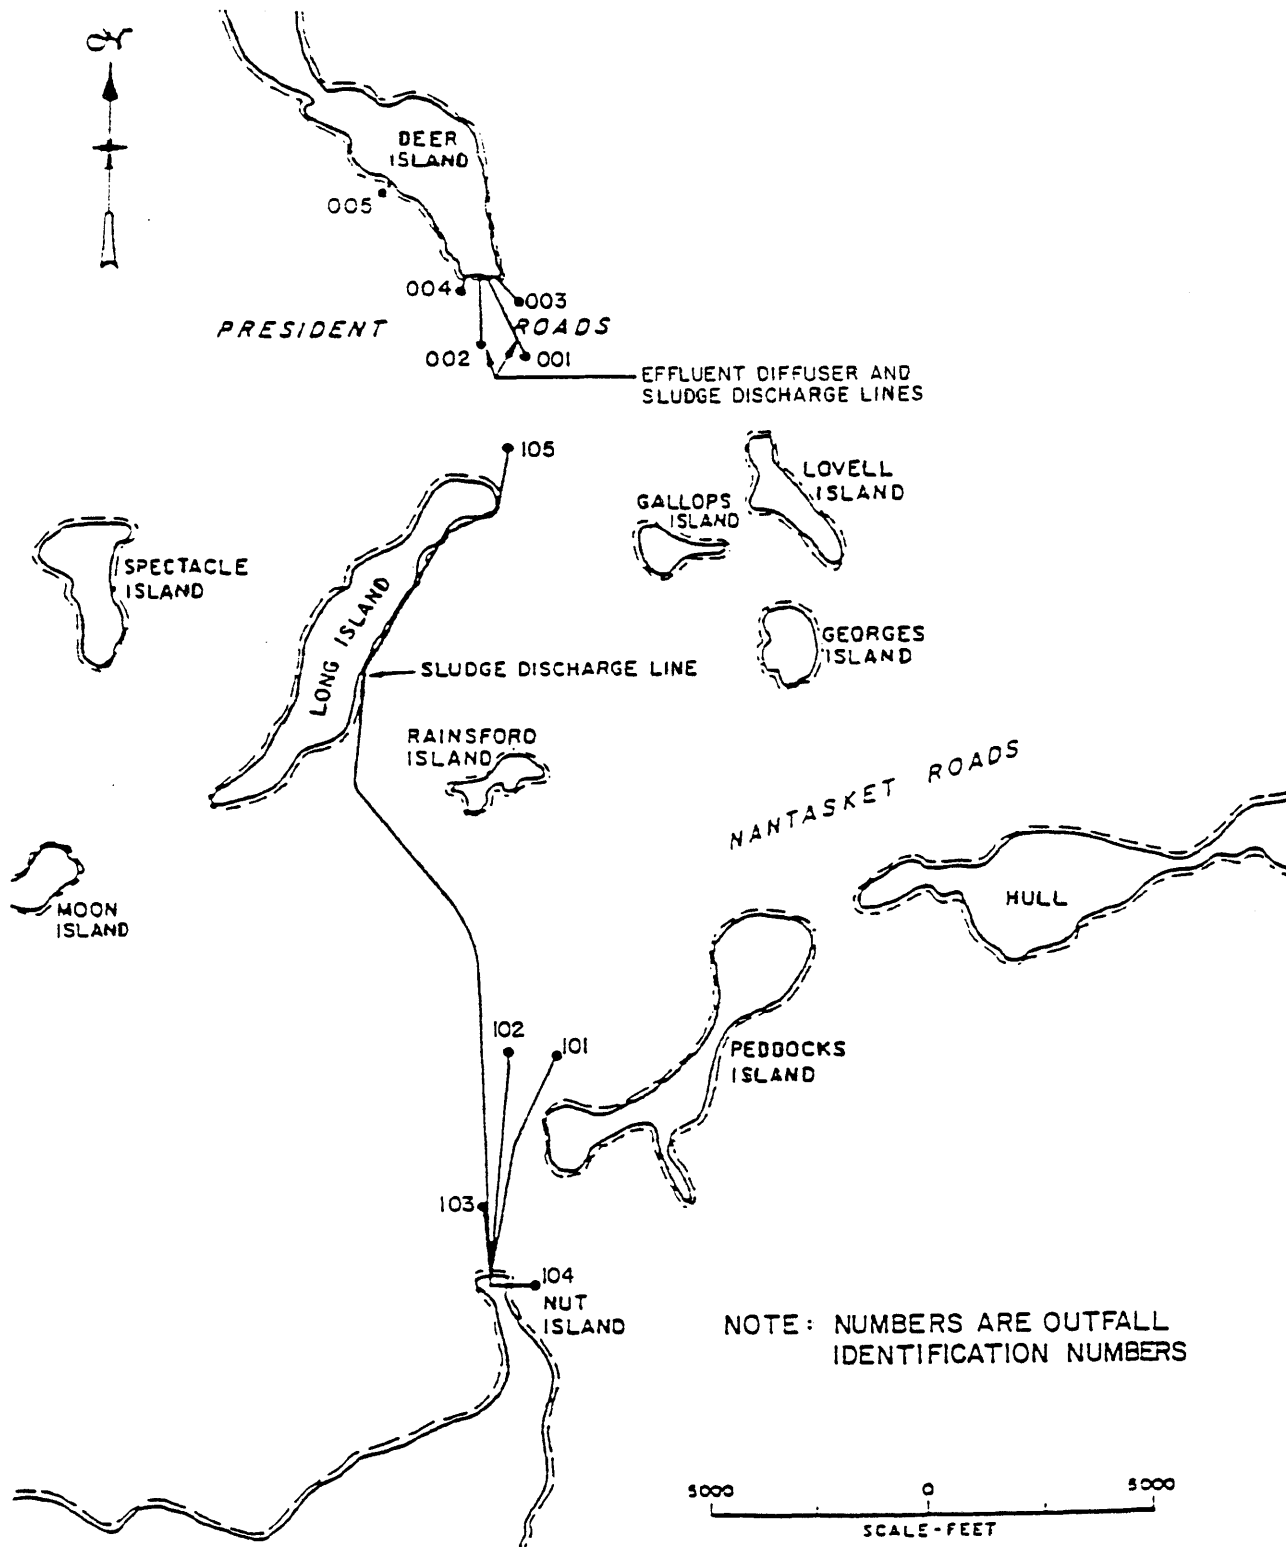 DEER
ISLAND
005
004
003
PRESIDENT ROADS
002
001
EFFLUENT DIFFUSER AND
SLUDGE DISCHARGE LINES
105
LOVELL
ISLAND
GALLOPS
ISLAND
SPECTACLE
ISLAND
LONG ISLAND
GEORGES
ISLAND
SLUDGE DISCHARGE LINE
RAINSFORD
ISLAND
NANTASKET ROADS
HULL
MOON
ISLAND
102
101
PEDDOCKS
ISLAND
103
104
NUT
ISLAND
NOTE: NUMBERS ARE OUTFALL
IDENTIFICATION NUMBERS
5000 0 5000
SCALE-FEET